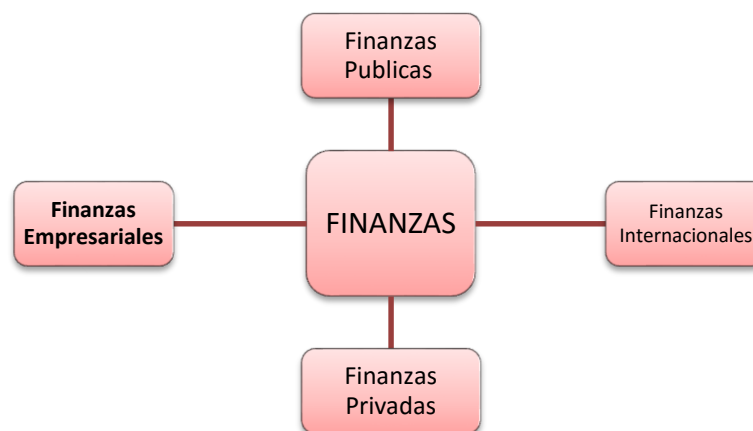 Finanzas
Publicas
Finanzas
Empresariales
FINANZAS
Finanzas
Internacionales
Finanzas
Privadas